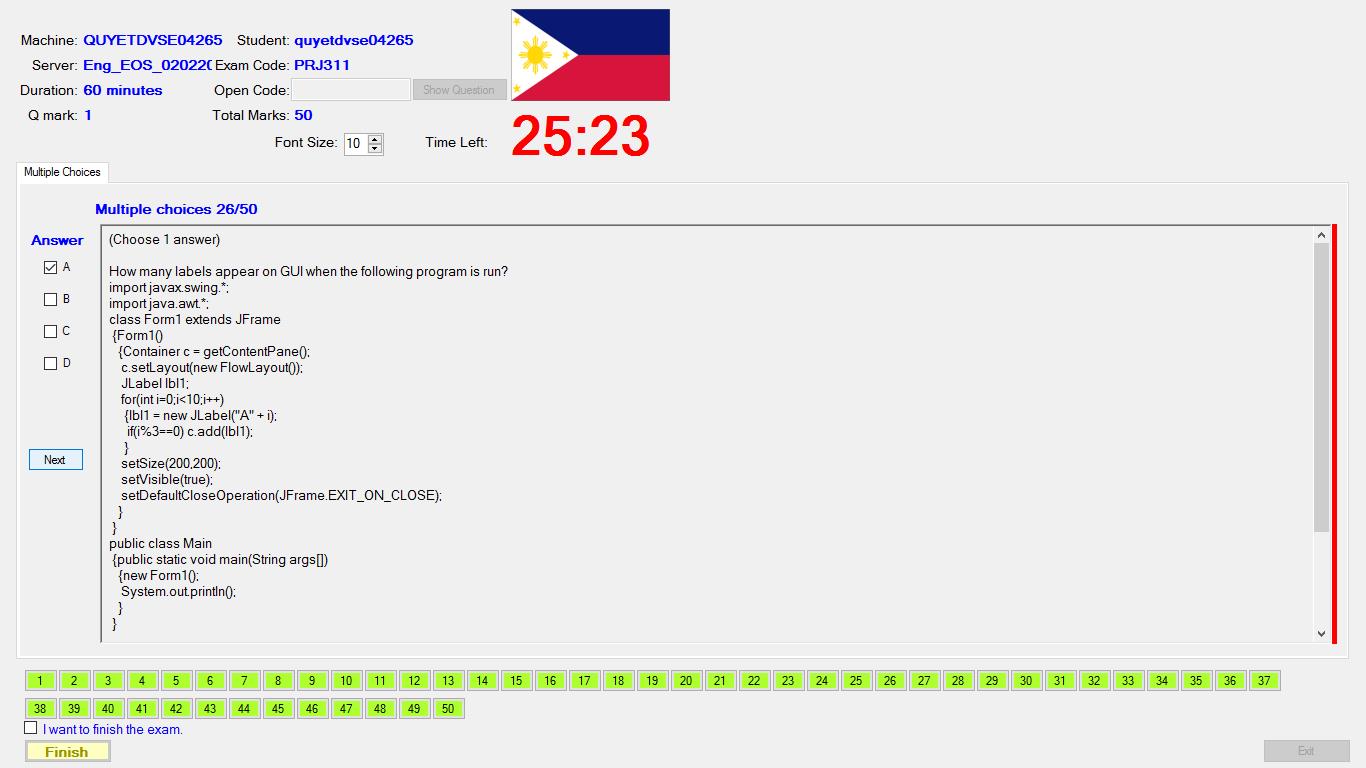 Machine: QUYETDVSE04265 Student: quyetdvse04265
Server: Eng_EOS_020220 Exam Code: PRJ311
Duration: 60 minutes Open Code: Show Question
Q mark: 1 Total Marks: 50
Font Size: 10 Time Left: 25:23
Multiple Choices
Multiple choices 26/50
Answer
A
B
C
D
Next
(Choose 1 answer)
How many labels appear on GUI when the following program is run?
import javax.swing.*;
import java.awt.*;
class Form1 extends JFrame
{Form1()
{Container c = getContentPane();
c.setLayout(new FlowLayout());
JLabel lbl1;
for(int i=0;i<10;i++)
{lbl1 = new JLabel("A" + i);
if(i%3==0) c.add(lbl1);
}
setSize(200,200);
setVisible(true);
setDefaultCloseOperation(JFrame.EXIT_ON_CLOSE);
}
}
public class Main
{public static void main(String args[])
{new Form1();
System.out.println();
}
}
1 2 3 4 5 6 7 8 9 10 11 12 13 14 15 16 17 18 19 20 21 22 23 24 25 26 27 28 29 30 31 32 33 34 35 36 37
38 39 40 41 42 43 44 45 46 47 48 49 50
I want to finish the exam.
Finish
Exit